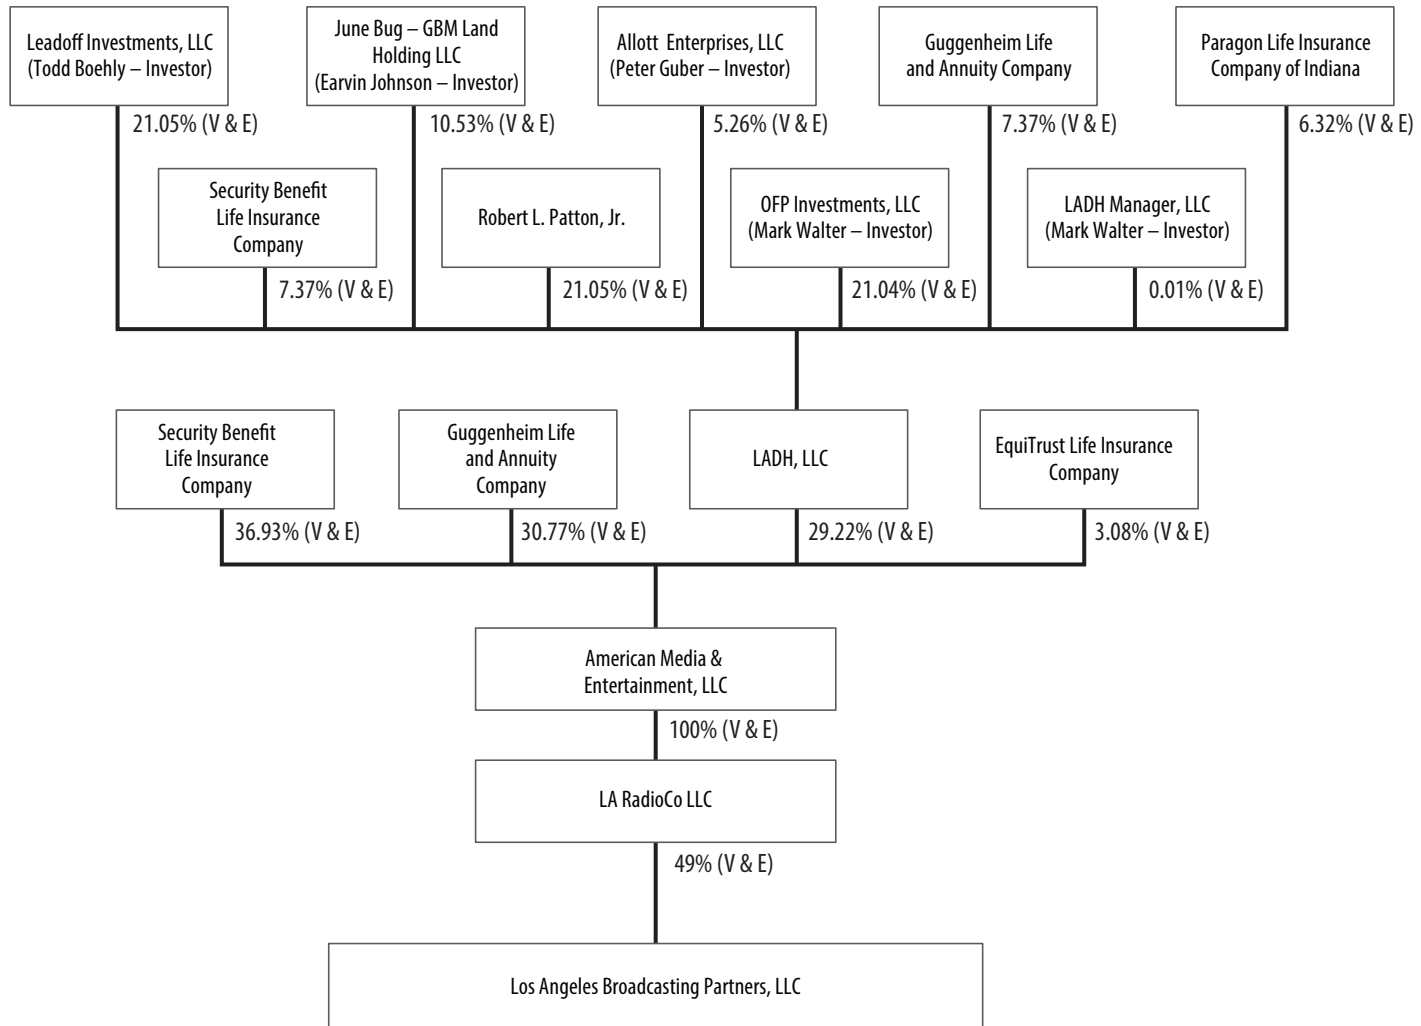 Leadoff Investments, LLC
(Todd Boehly – Investor)
June Bug – GBM Land
Holding LLC
(Earvin Johnson – Investor)
Allott Enterprises, LLC
(Peter Guber – Investor)
Guggenheim Life
and Annuity Company
Paragon Life Insurance
Company of Indiana
21.05% (V & E)
10.53% (V & E)
5.26% (V & E)
7.37% (V & E)
6.32% (V & E)
Security Benefit
Life Insurance
Company
Robert L. Patton, Jr.
OFP Investments, LLC
(Mark Walter – Investor)
LADH Manager, LLC
(Mark Walter – Investor)
7.37% (V & E)
21.05% (V & E)
21.04% (V & E)
0.01% (V & E)
Security Benefit
Life Insurance
Company
Guggenheim Life
and Annuity
Company
LADH, LLC
EquiTrust Life Insurance
Company
36.93% (V & E)
30.77% (V & E)
29.22% (V & E)
3.08% (V & E)
American Media &
Entertainment, LLC
100% (V & E)
LA RadioCo LLC
49% (V & E)
Los Angeles Broadcasting Partners, LLC